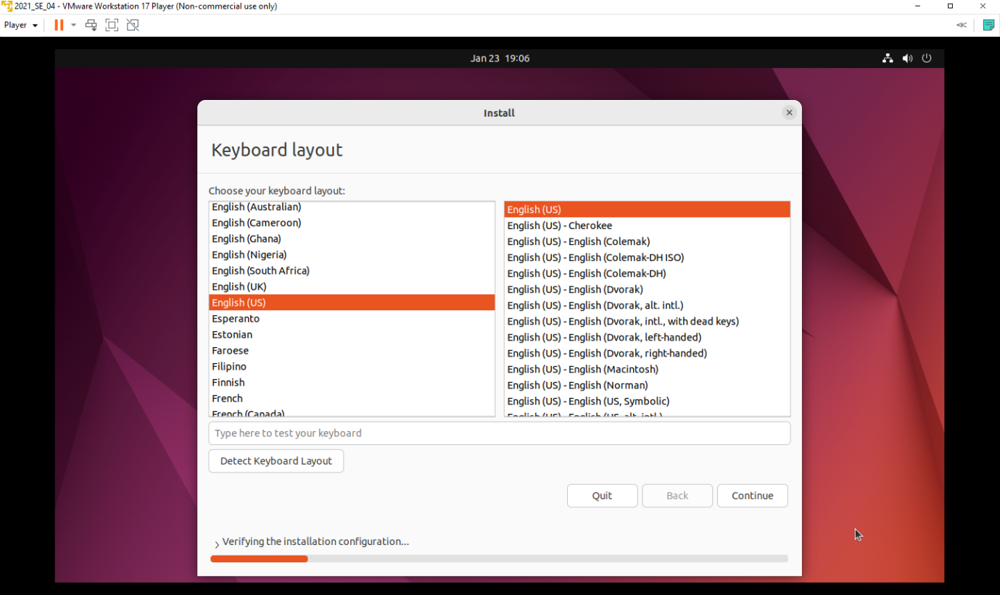 2021_SE_04 - VMware Workstation 17 Player (Non-commercial use only)
Player
Jan 23 19:06
Install
Keyboard layout
Choose your keyboard layout:
English (Australian)
English (Cameroon)
English (Ghana)
English (Nigeria)
English (South Africa)
English (UK)
English (US)
Esperanto
Estonian
Faroese
Filipino
Finnish
French
French (Canada)
English (US)
English (US) - Cherokee
English (US) - English (Colemak)
English (US) - English (Colemak-DH ISO)
English (US) - English (Colemak-DH)
English (US) - English (Dvorak)
English (US) - English (Dvorak, alt. intl.)
English (US) - English (Dvorak, intl., with dead keys)
English (US) - English (Dvorak, left-handed)
English (US) - English (Dvorak, right-handed)
English (US) - English (Macintosh)
English (US) - English (Norman)
English (US) - English (US, Symbolic)
English (US) - English (US, alt. intl.)
Type here to test your keyboard
Detect Keyboard Layout
Quit
Back
Continue
Verifying the installation configuration...